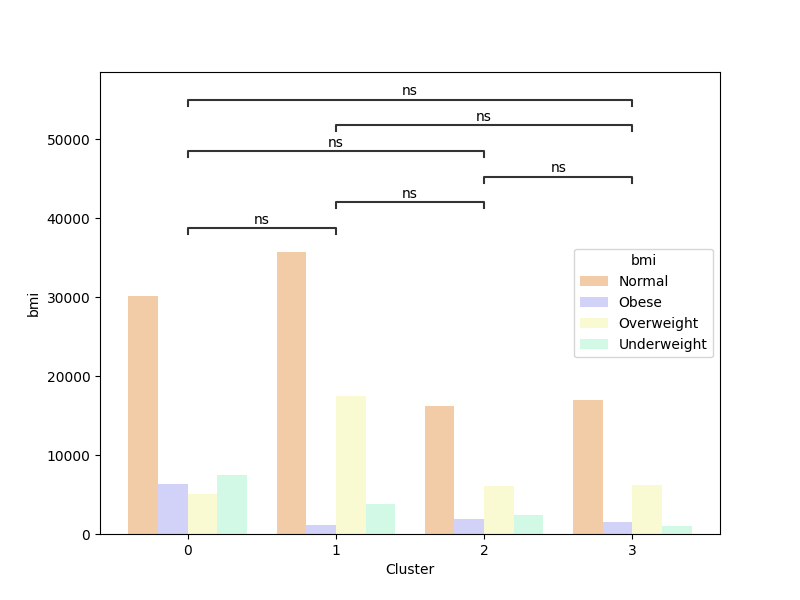 ns
ns
ns
ns
ns
ns
50000
40000
30000
20000
10000
0
bmi
bmi
Normal
Obese
Overweight
Underweight
0
1
2
3
Cluster